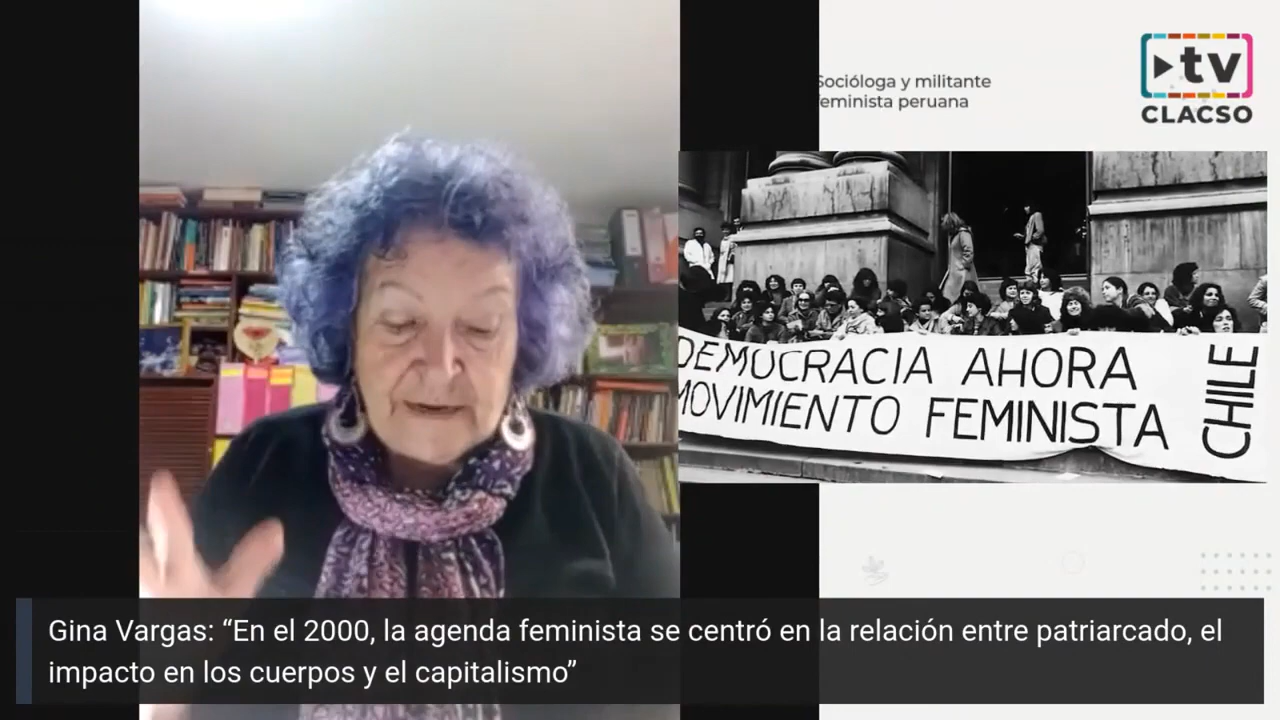 Socióloga y militante
feminista peruana
tv
CLACSO
DEMOCRACIA AHORA
MOVIMIENTO FEMINISTA
CHILE
Gina Vargas: “En el 2000, la agenda feminista se centró en la relación entre patriarcado, el
impacto en los cuerpos y el capitalismo”